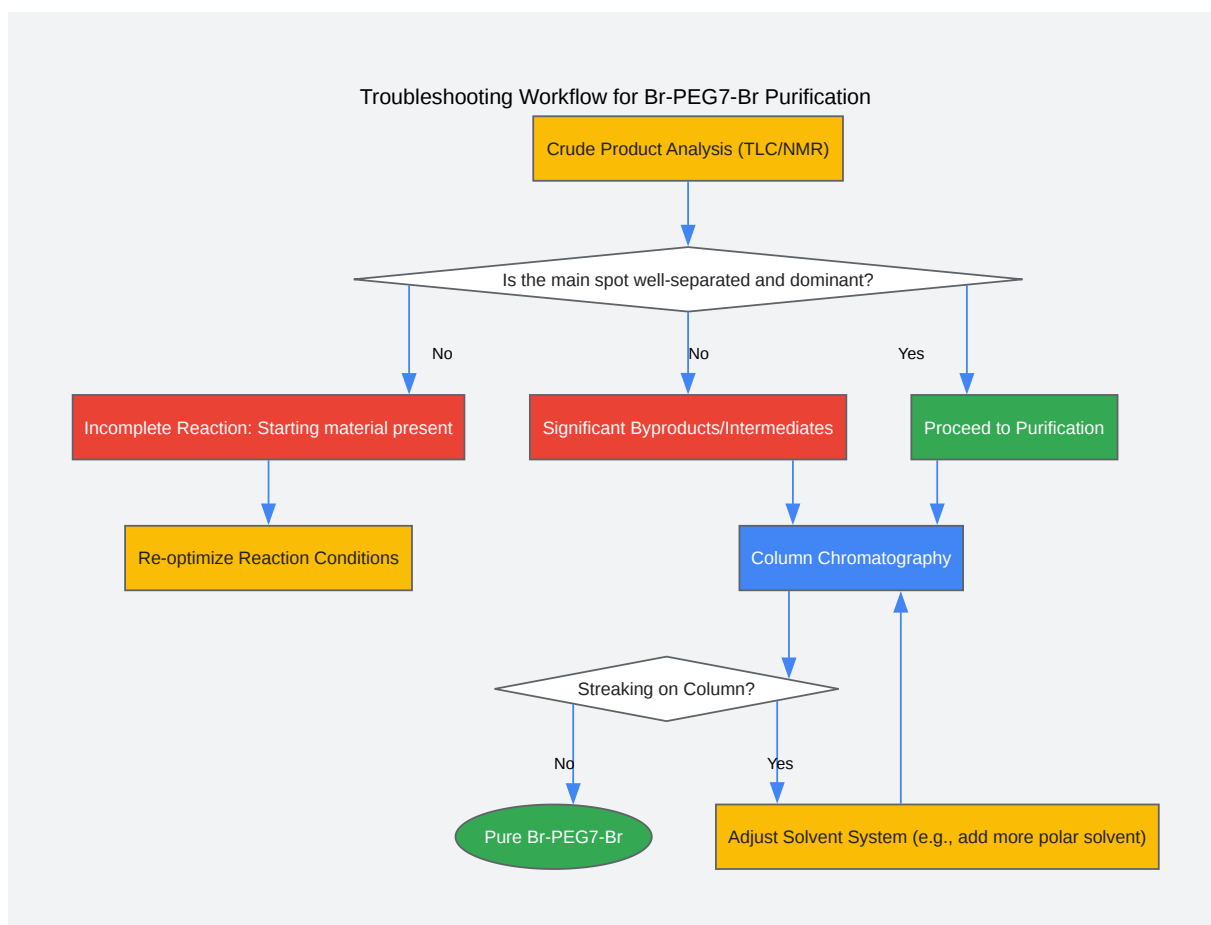 Troubleshooting Workflow for Br-PEG7-Br Purification
Crude Product Analysis (TLC/NMR)
Is the main spot well-separated and dominant?
No
No
Yes
Incomplete Reaction: Starting material present
Significant Byproducts/Intermediates
Proceed to Purification
Re-optimize Reaction Conditions
Column Chromatography
Streaking on Column?
No
Yes
Pure Br-PEG7-Br
Adjust Solvent System (e.g., add more polar solvent)